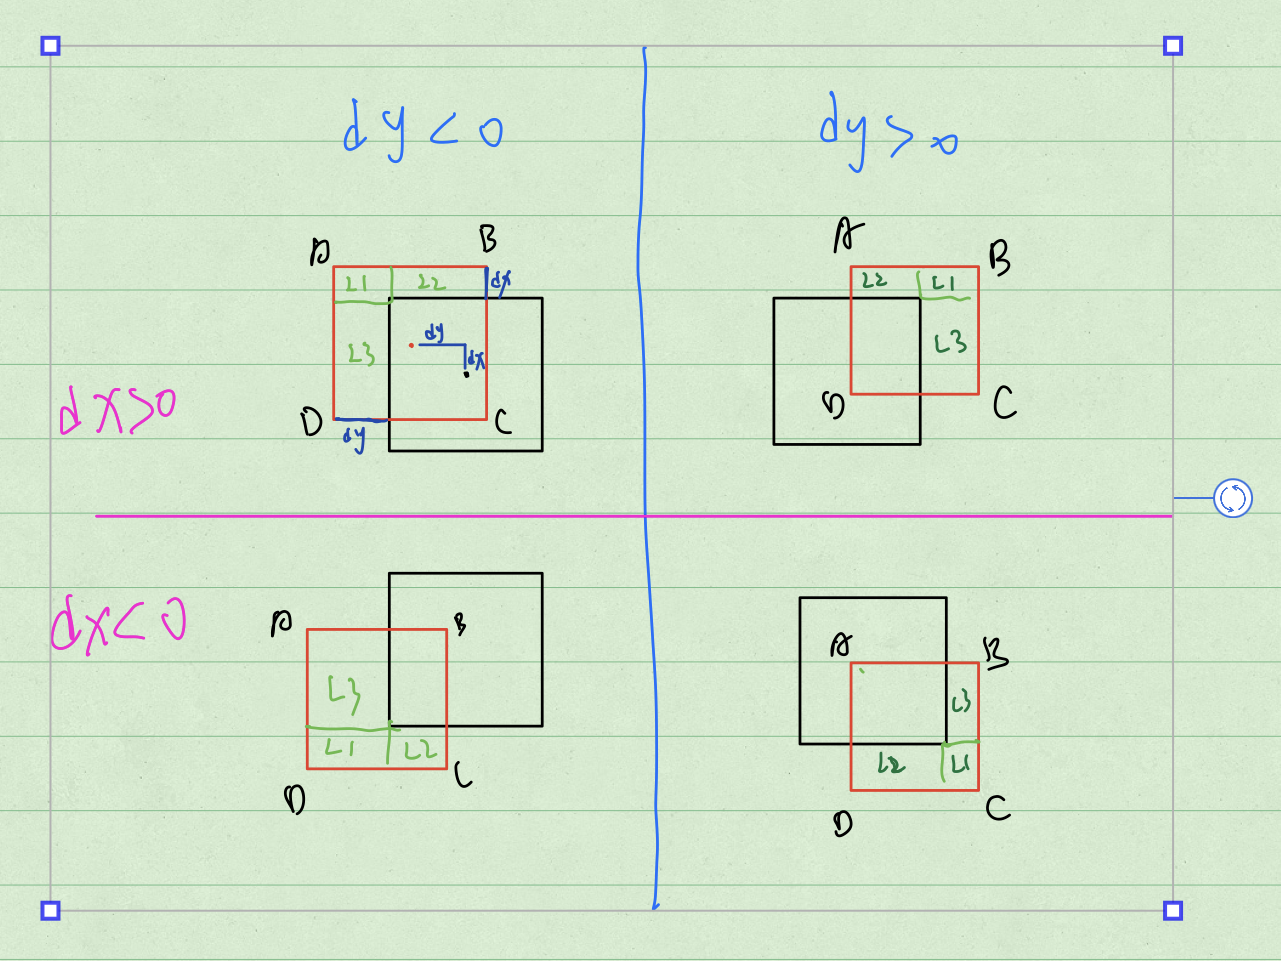 dy < 0
dy > 0
A B
L1 L2 dx
dy
L3 dx
D C
dy
dx>0
A B
L2 L1
L3
D C
dx<0
A B
L3
L1 L2
D C
A B
L3
L2 L1
D C